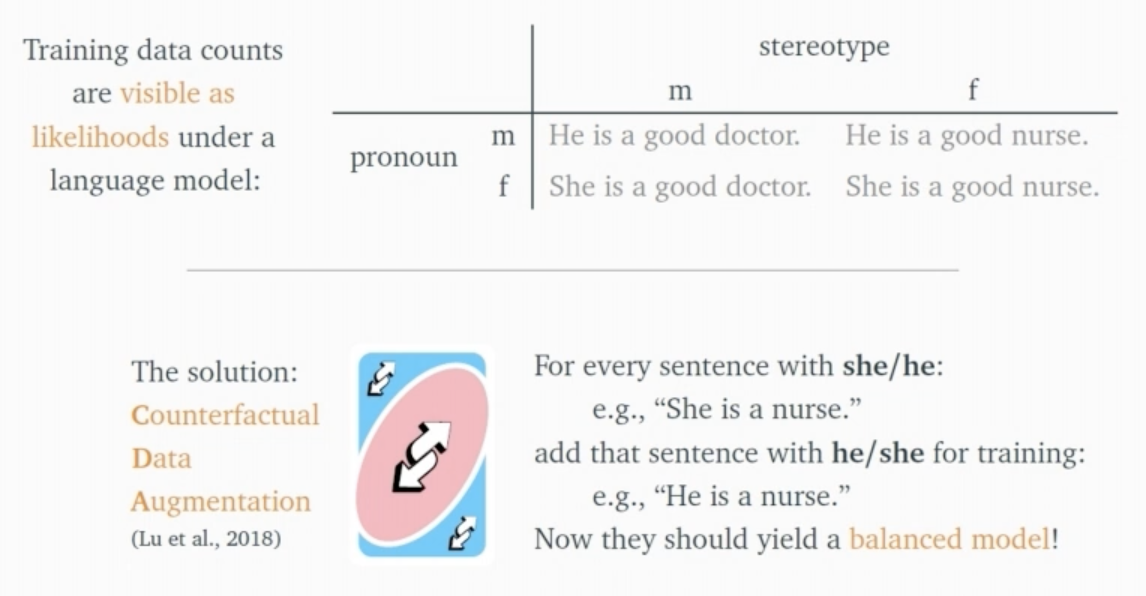 Training data counts
are visible as
likelihoods under a
language model:
stereotype
m f
pronoun
m He is a good doctor. He is a good nurse.
f She is a good doctor. She is a good nurse.
The solution:
Counterfactual
Data
Augmentation
(Lu et al., 2018)
For every sentence with she/he:
e.g., “She is a nurse.”
add that sentence with he/she for training:
e.g., “He is a nurse.”
Now they should yield a balanced model!